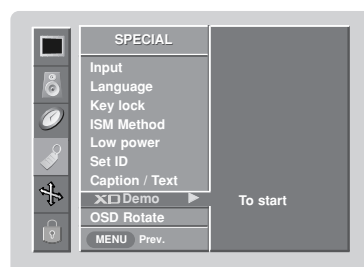 SPECIAL
Input
Language
Key lock
ISM Method
Low power
Set ID
Caption / Text
XD Demo
To start
OSD Rotate
MENU Prev.